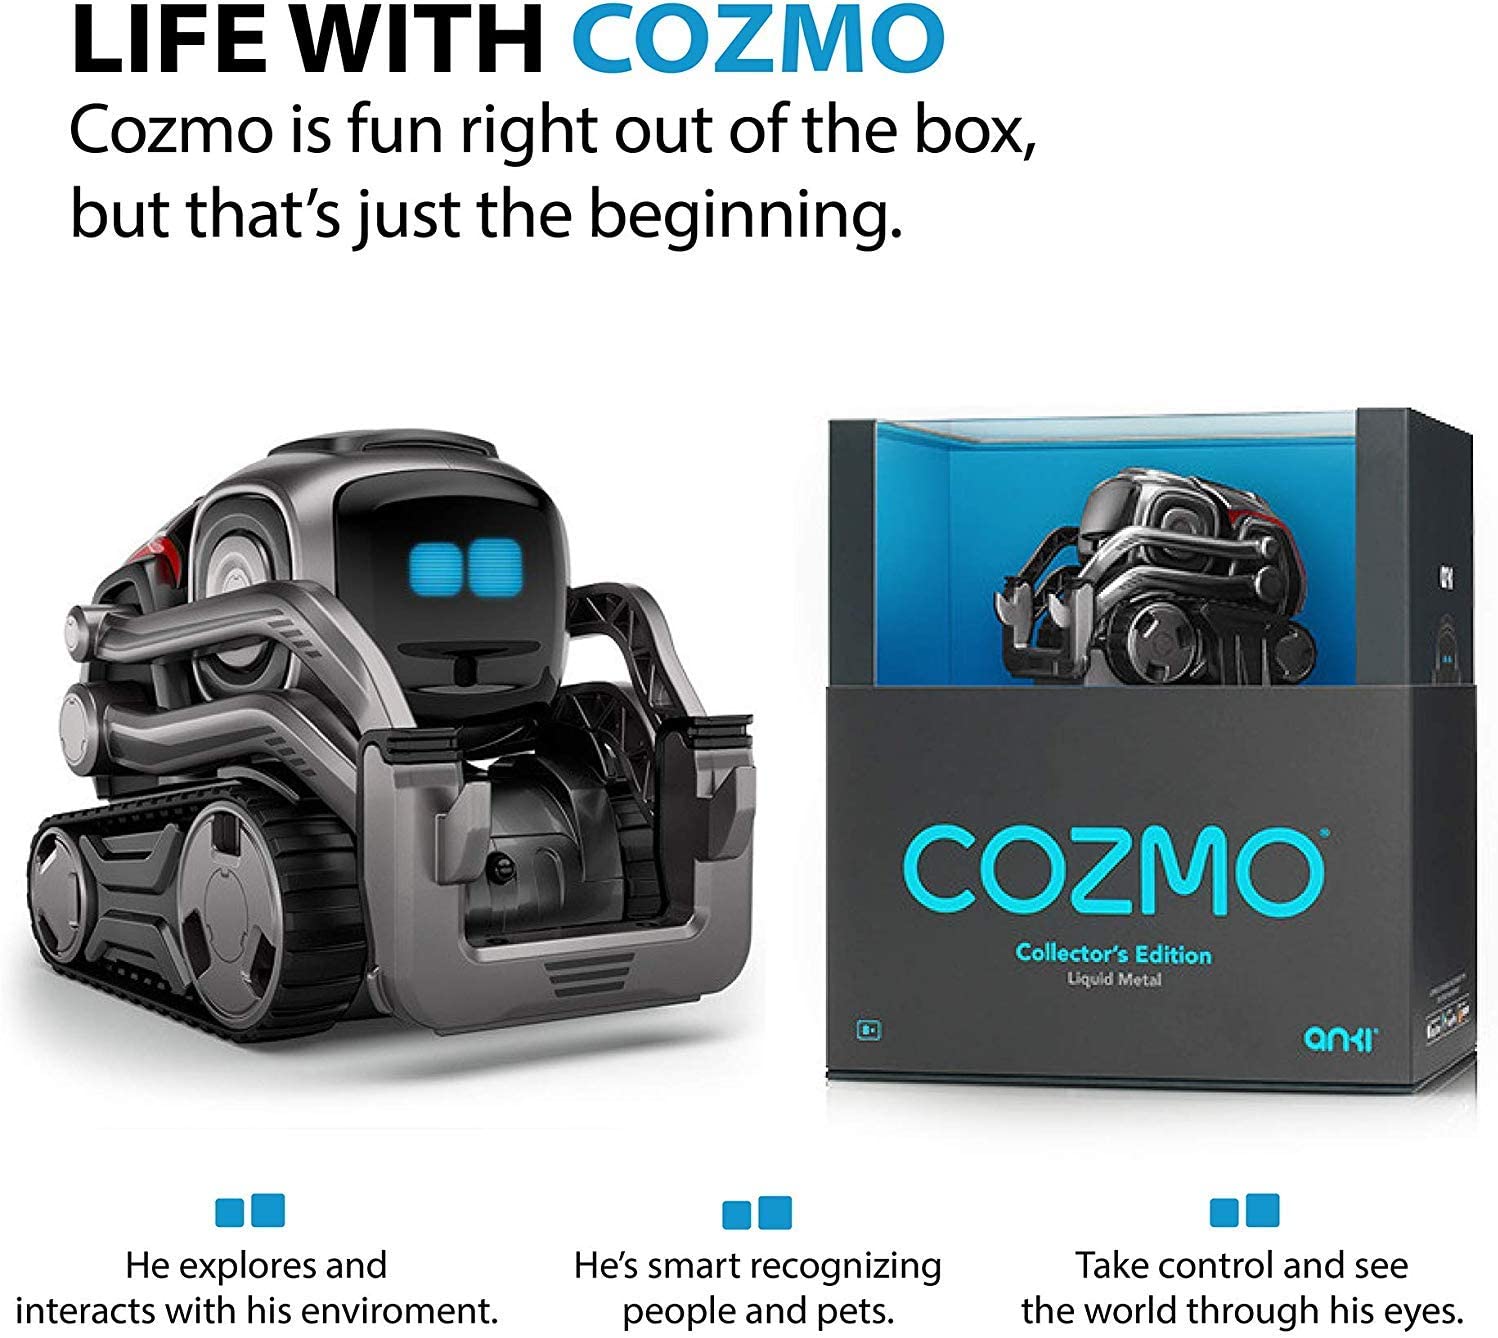 LIFE WITH COZMO
Cozmo is fun right out of the box,
but that's just the beginning.
COZMO
Collector's Edition
Liquid Metal
8+
anki
He explores and
interacts with his enviroment.
He's smart recognizing
people and pets.
Take control and see
the world through his eyes.